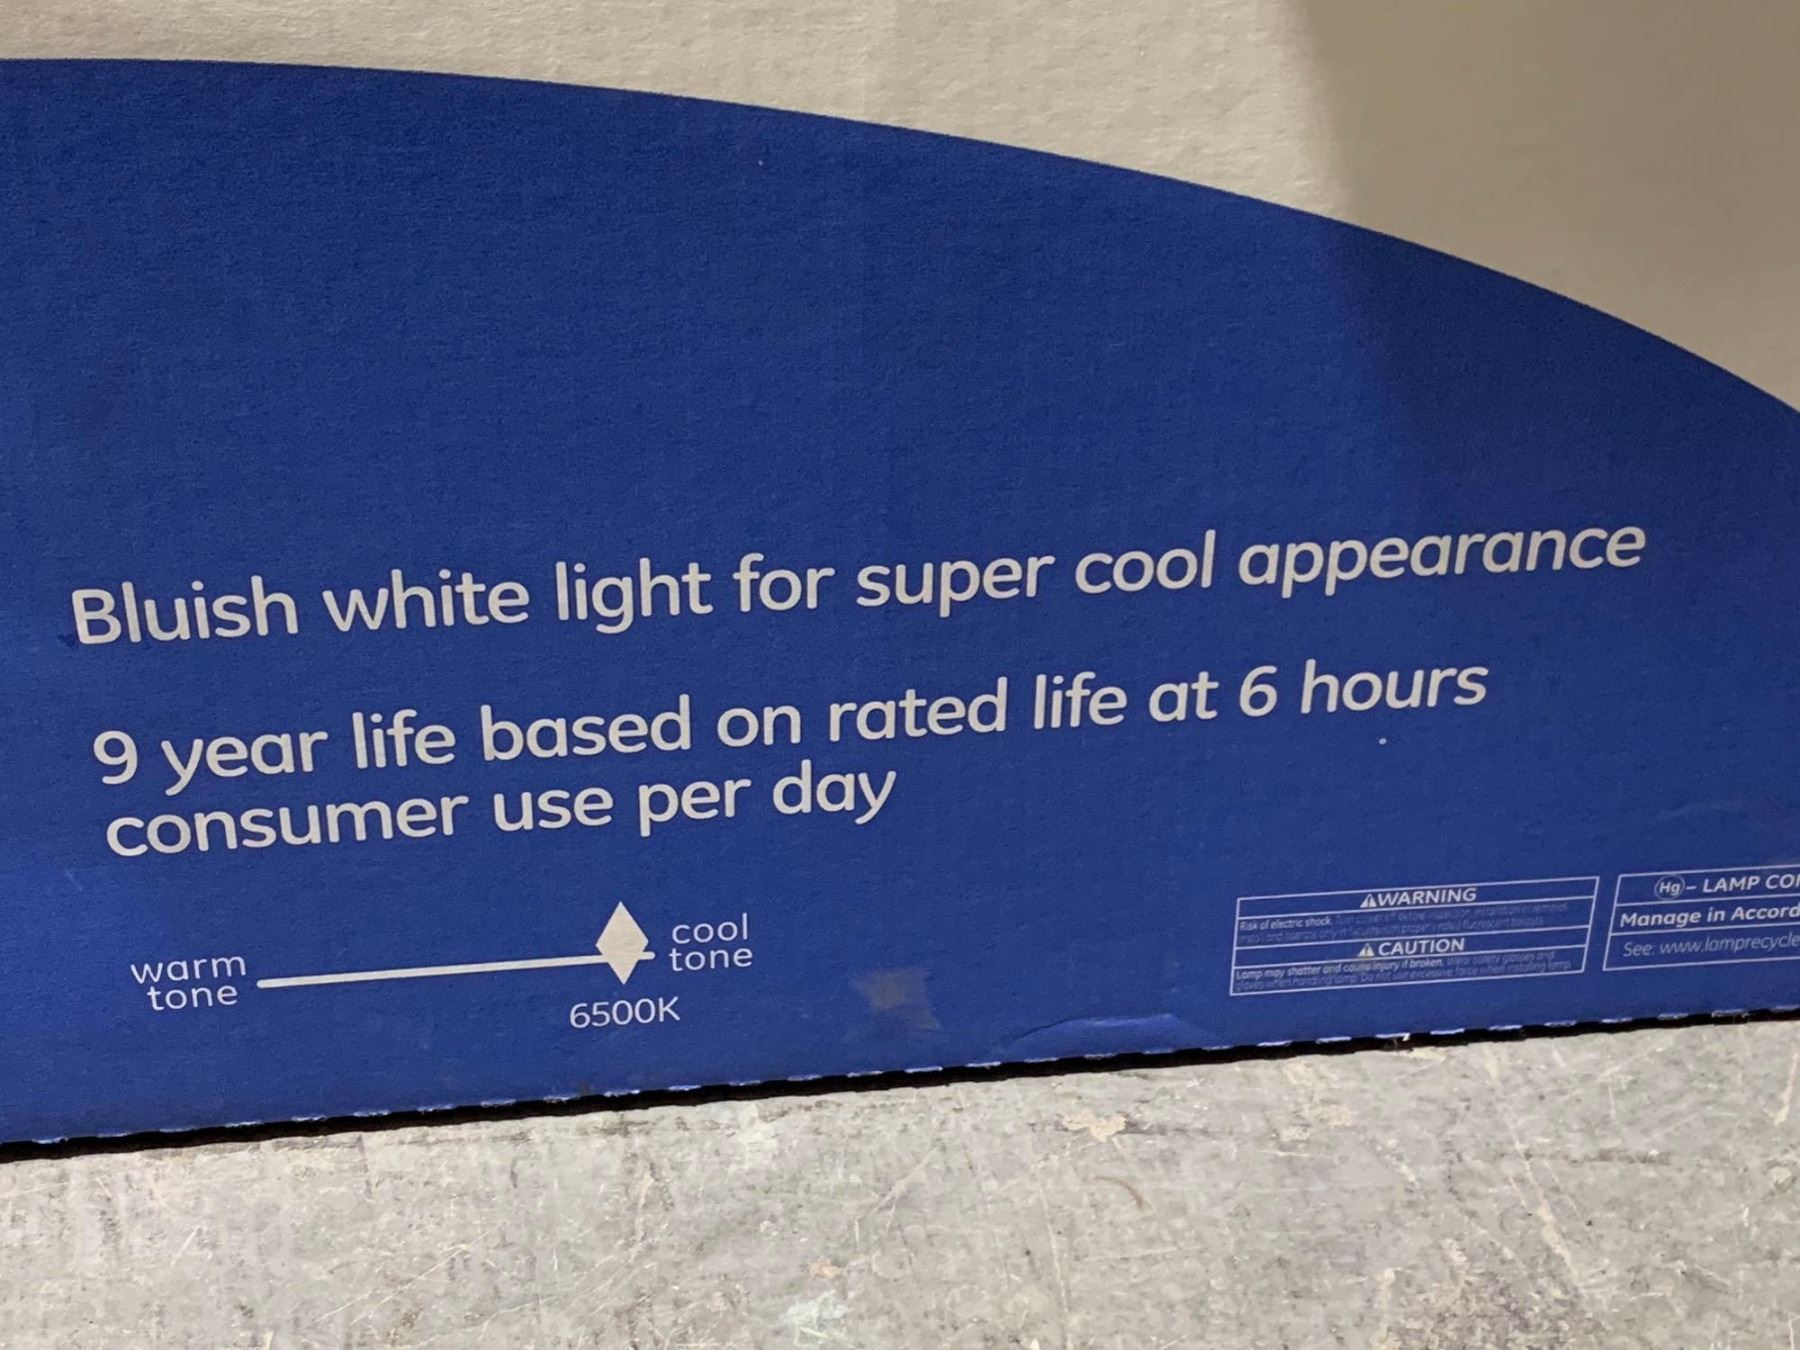 Bluish white light for super cool appearance
9 year life based on rated life at 6 hours
consumer use per day
warm
tone
cool
tone
6500K
WARNING
Risk of electric shock.
CAUTION
Lamp may shatter and cause injury if broken.
Hg – LAMP CO
Manage in Accord
See: www.lamprecycle